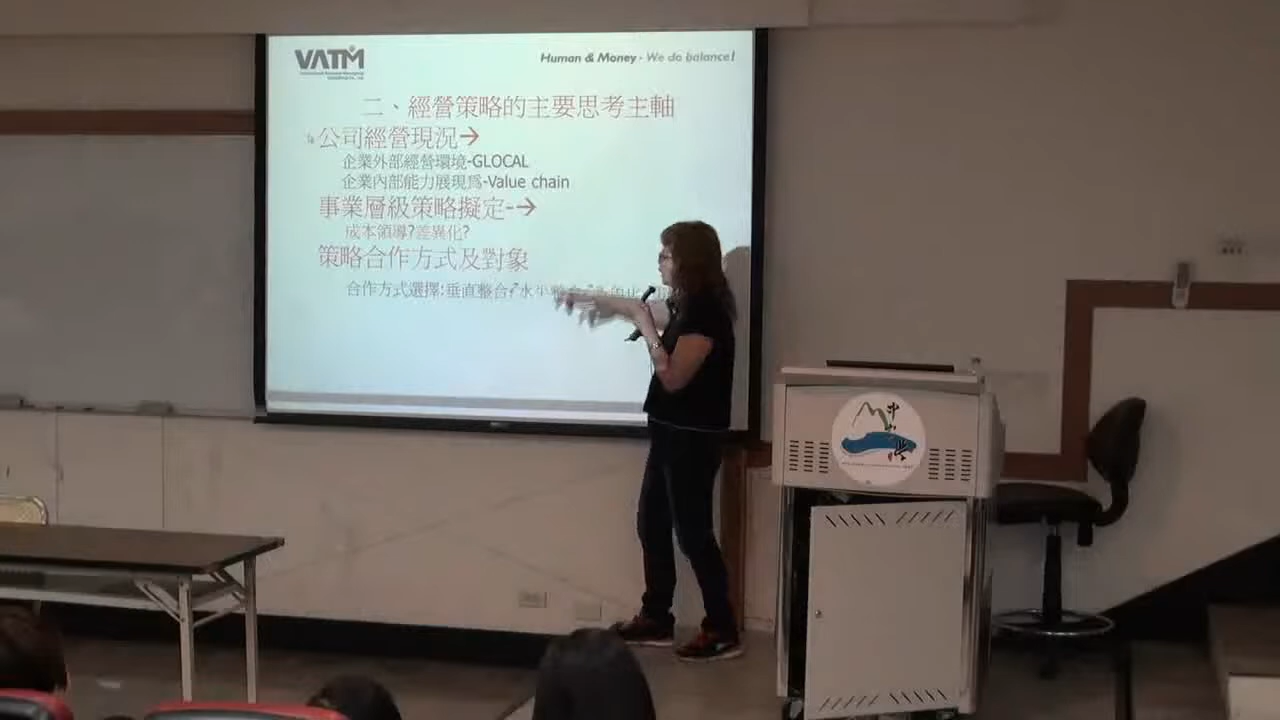 VATM
Human & Money - We do balance!
二、經營策略的主要思考主軸
公司經營現況→
企業外部經營環境-GLOCAL
企業內部能力展現為-Value chain
事業層級策略擬定-→
成本領導?差異化?
策略合作方式及對象
合作方式選擇:垂直整合?水平